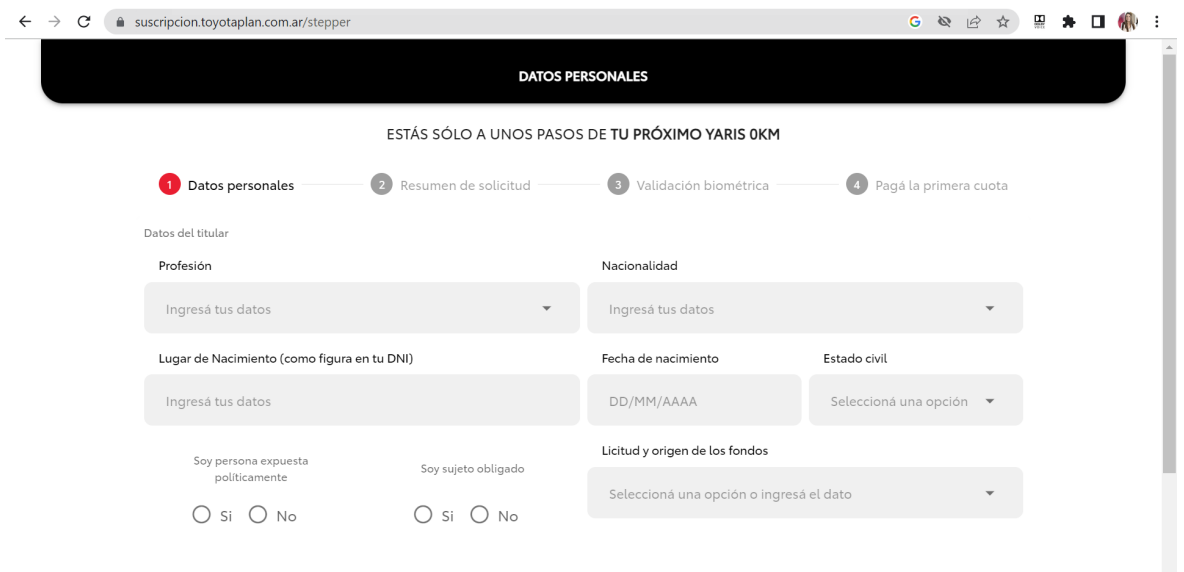 suscripcion.toyotaplan.com.ar/stepper
DATOS PERSONALES
ESTÁS SÓLO A UNOS PASOS DE TU PRÓXIMO YARIS 0KM
1 Datos personales 2 Resumen de solicitud 3 Validación biométrica 4 Pagá la primera cuota
Datos del titular
Profesión Nacionalidad
Ingresá tus datos Ingresá tus datos
Lugar de Nacimiento (como figura en tu DNI) Fecha de nacimiento Estado civil
Ingresá tus datos DD/MM/AAAA Seleccioná una opción
Soy persona expuesta
políticamente
Soy sujeto obligado
Licitud y origen de los fondos
Seleccioná una opción o ingresá el dato
Si No Si No